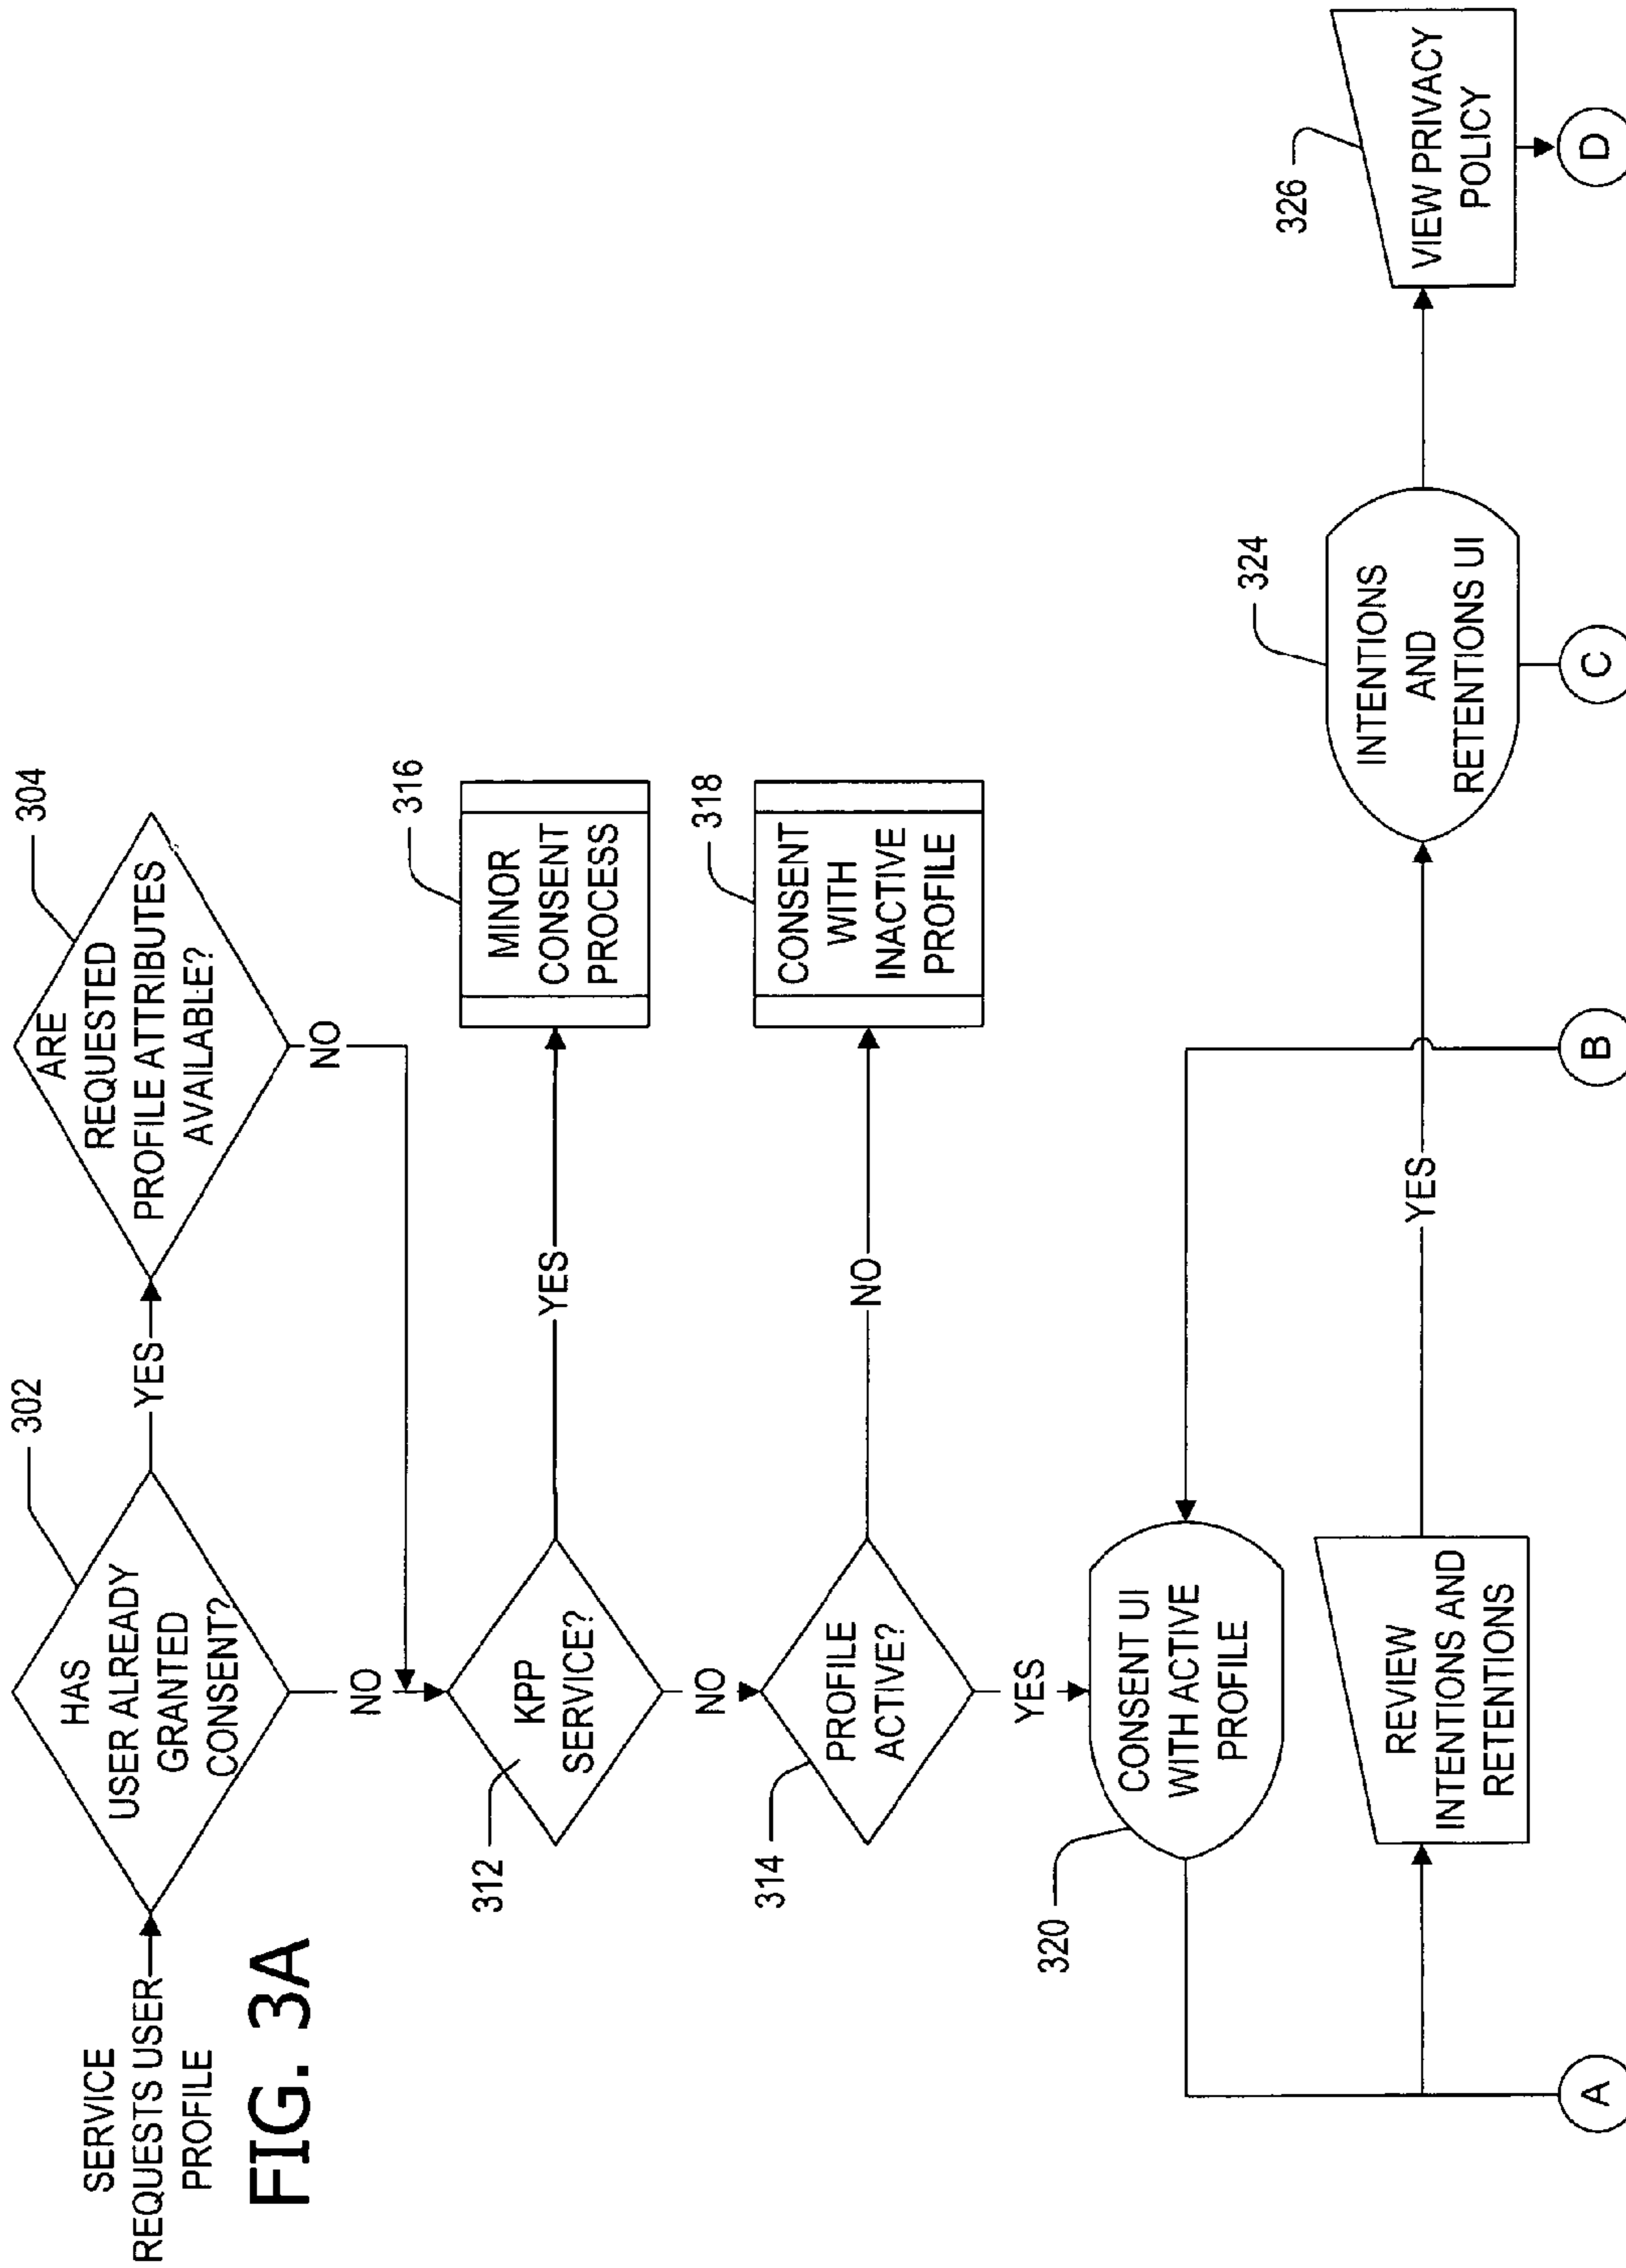 SERVICE
REQUESTS USER
PROFILE
FIG. 3A
302
HAS
USER ALREADY
GRANTED
CONSENT?
YES
304
ARE
REQUESTED
PROFILE ATTRIBUTES
AVAILABLE?
NO
NO
312
KPP
SERVICE?
YES
316
MINOR
CONSENT
PROCESS
NO
314
PROFILE
ACTIVE?
NO
318
CONSENT
WITH
INACTIVE
PROFILE
YES
320
CONSENT UI
WITH ACTIVE
PROFILE
REVIEW
INTENTIONS AND
RETENTIONS
YES
324
INTENTIONS
AND
RETENTIONS UI
326
VIEW PRIVACY
POLICY
A
B
C
D